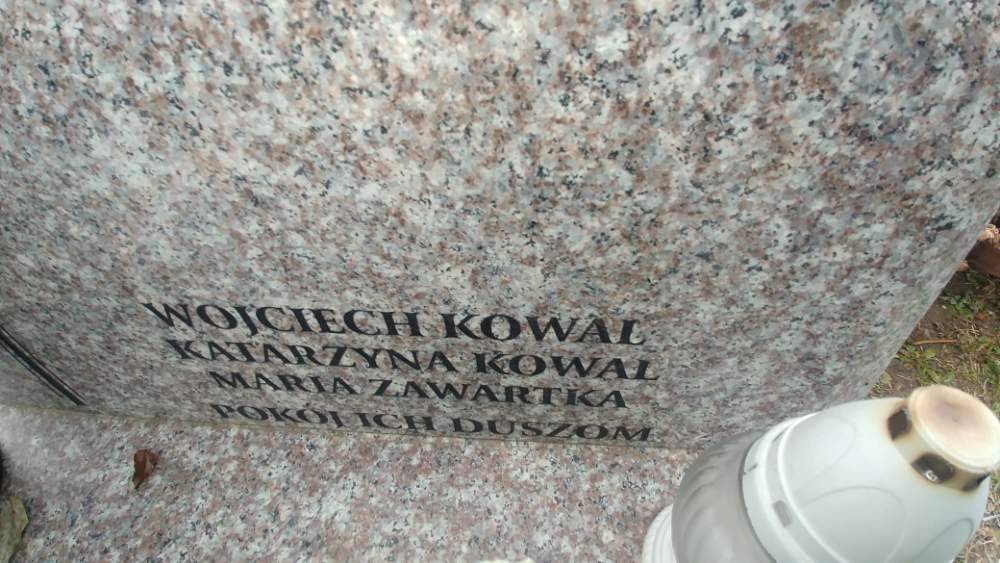 WOJCIECH KOWAL
KATARZYNA KOWAL
MARIA ZAWARTKA
POKÓJ ICH DUSZOM